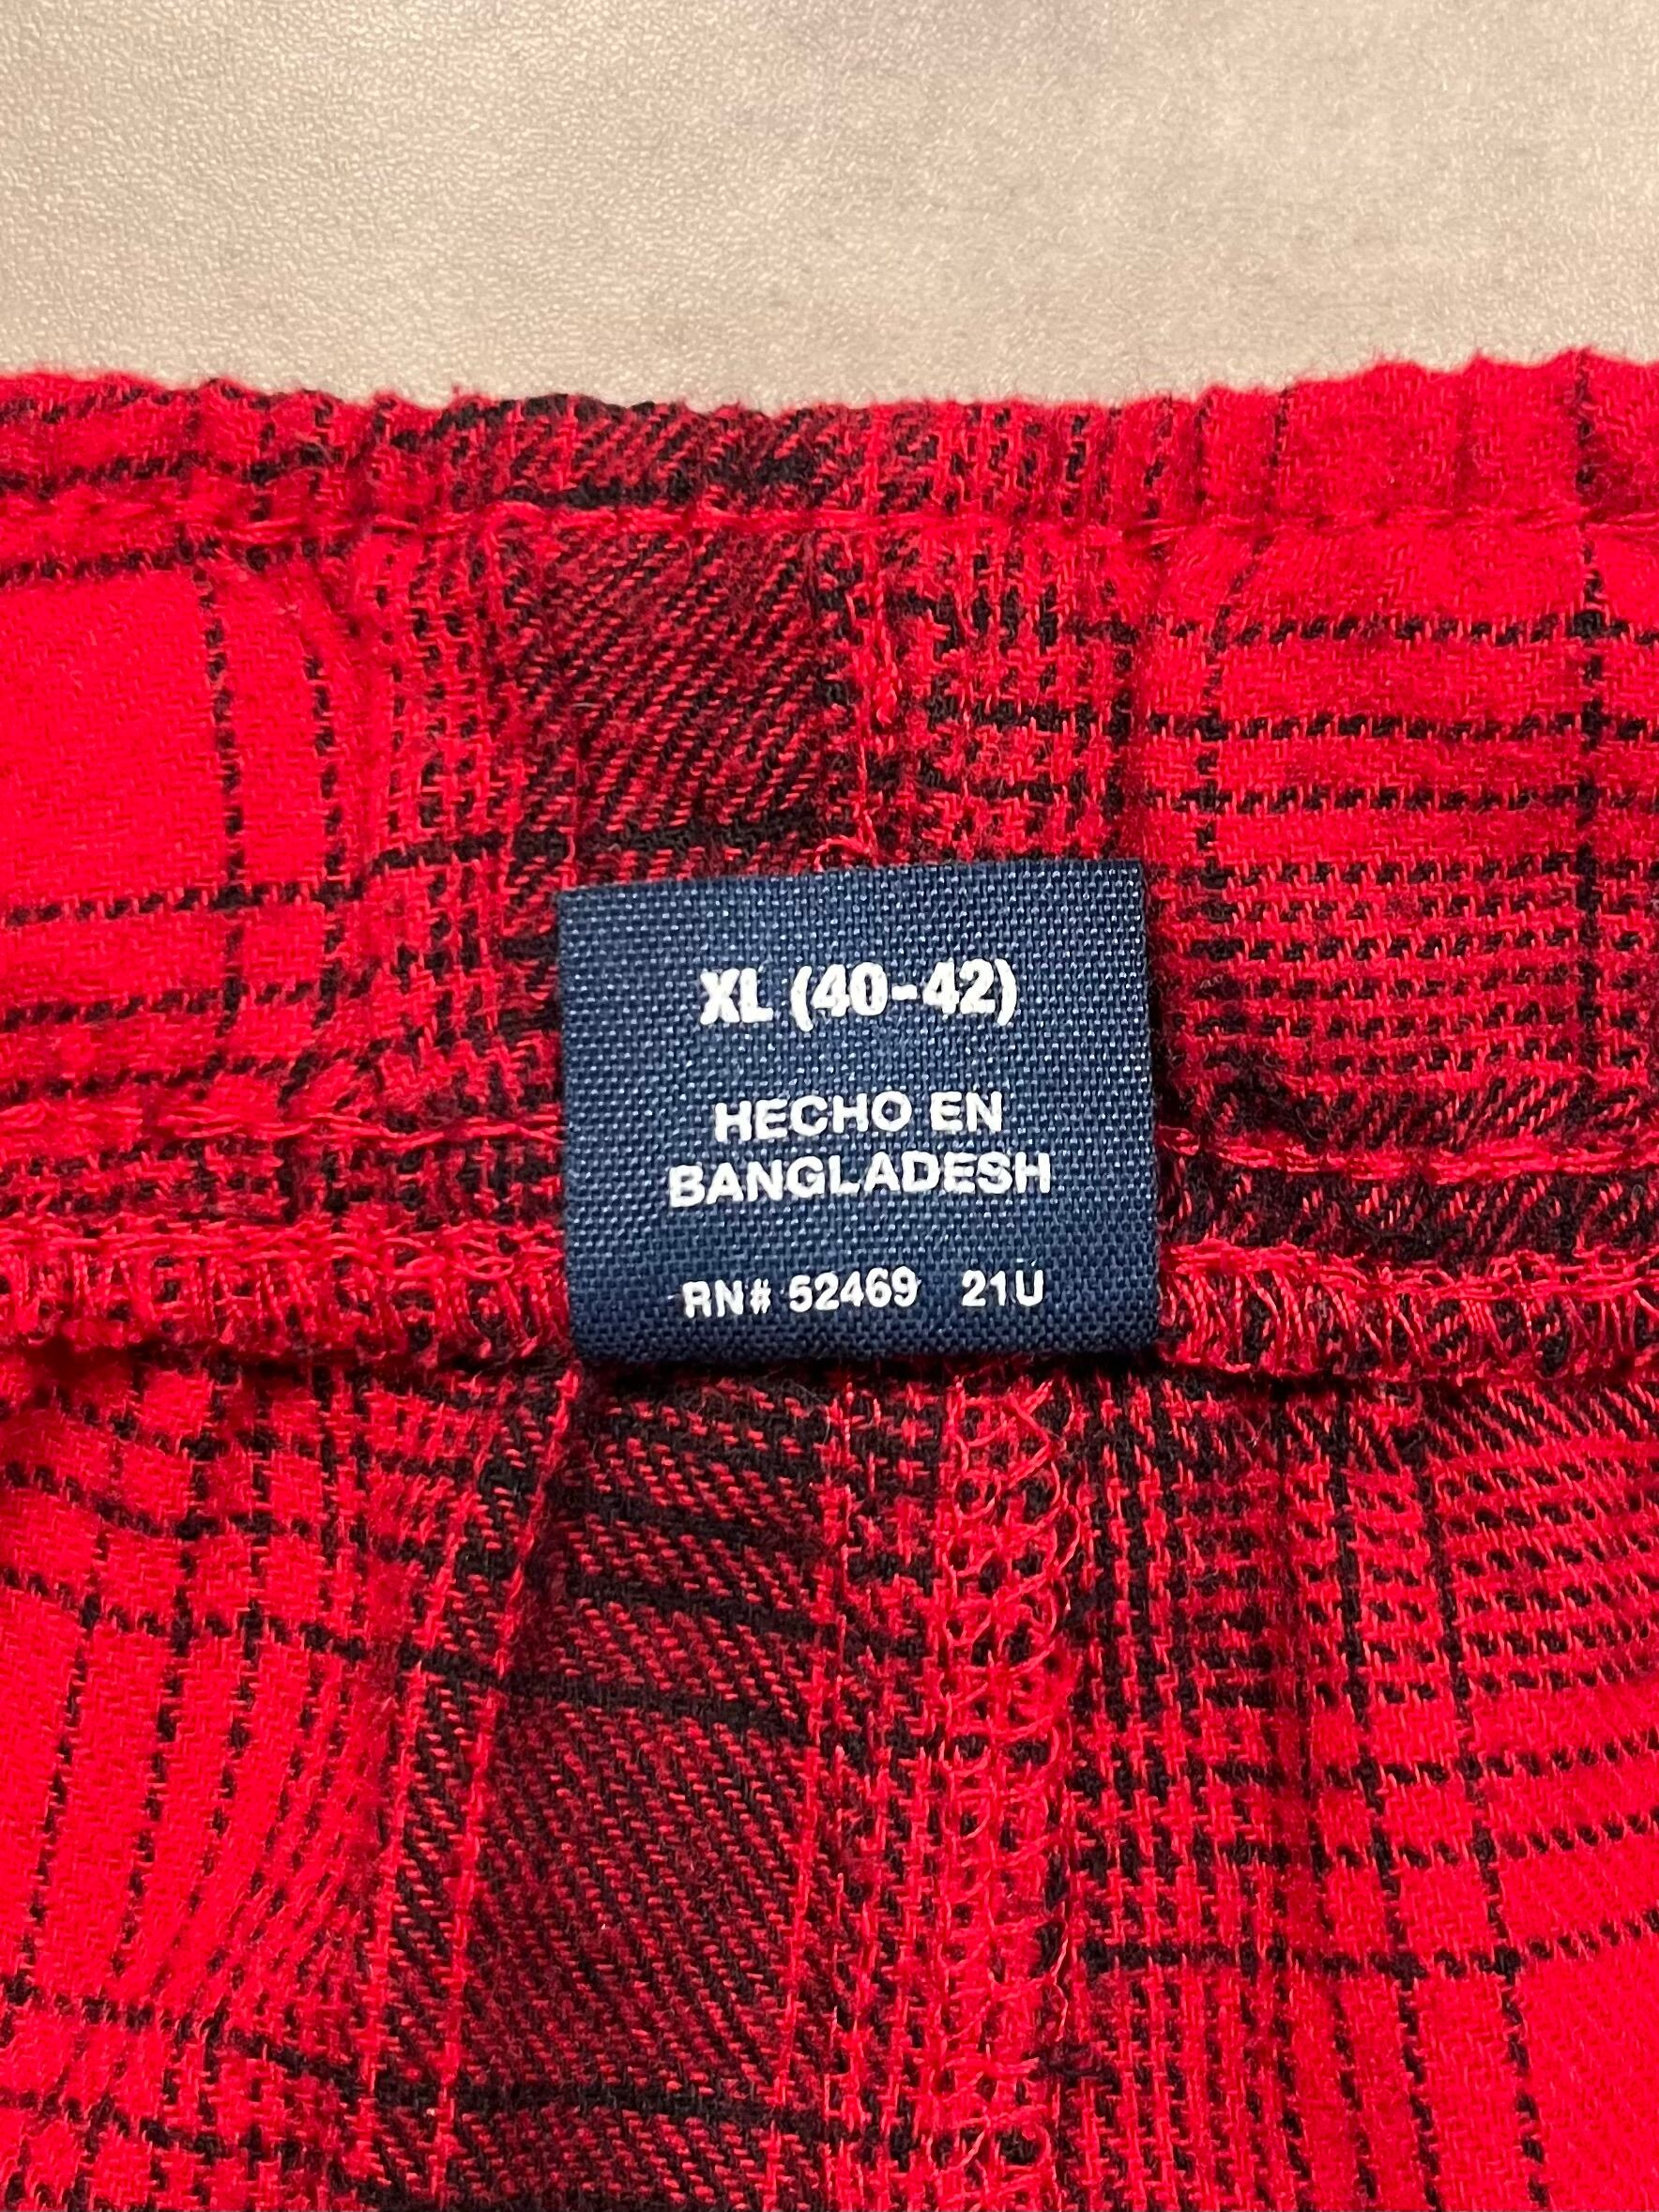 XL (40-42)
HECHO EN
BANGLADESH
RN# 52469 21U